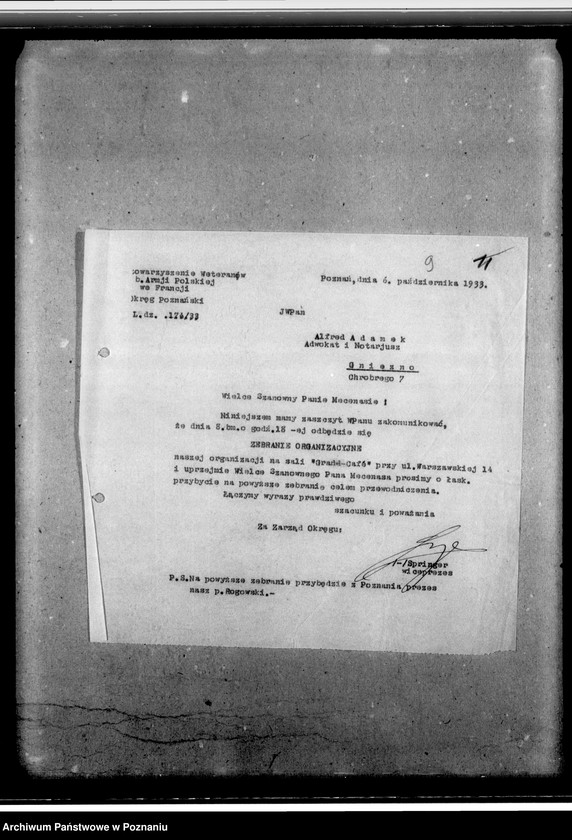 9 11
owarzyszenie Weteranów
b. Armji Polskiej
we Francji
Okręg Poznański
L.dz. .176/33
Poznań,dnia 6. października 1933.
JWPan
Alfred A d a m e k
Adwokat i Notarjusz
G n i e z n o
Chrobrego 7
Wielce Szanowny Panie Mecenasie !
Niniejszem mamy zaszczyt WPanu zakomunikować,
że dnia 8.bm.o godź.18 -ej odbędzie się
ZEBRANIE ORGANIZACYJNE
naszej organizacji na sali "Grand-Café" przy ul.Warszawskiej 14
i uprzejmie Wielce Szanownego Pana Mecenasa prosimy o łask.
przybycie na powyższe zebranie celem przewodniczenia.
Łączymy wyrazy prawdziwego
szacunku i poważania
Za Zarząd Okręgu:
/-/Springer
wiceprezes
P.S.Na powyższe zebranie przybędzie z Poznania prezes
nasz p.Rogowski.-
Archiwum Państwowe w Poznaniu